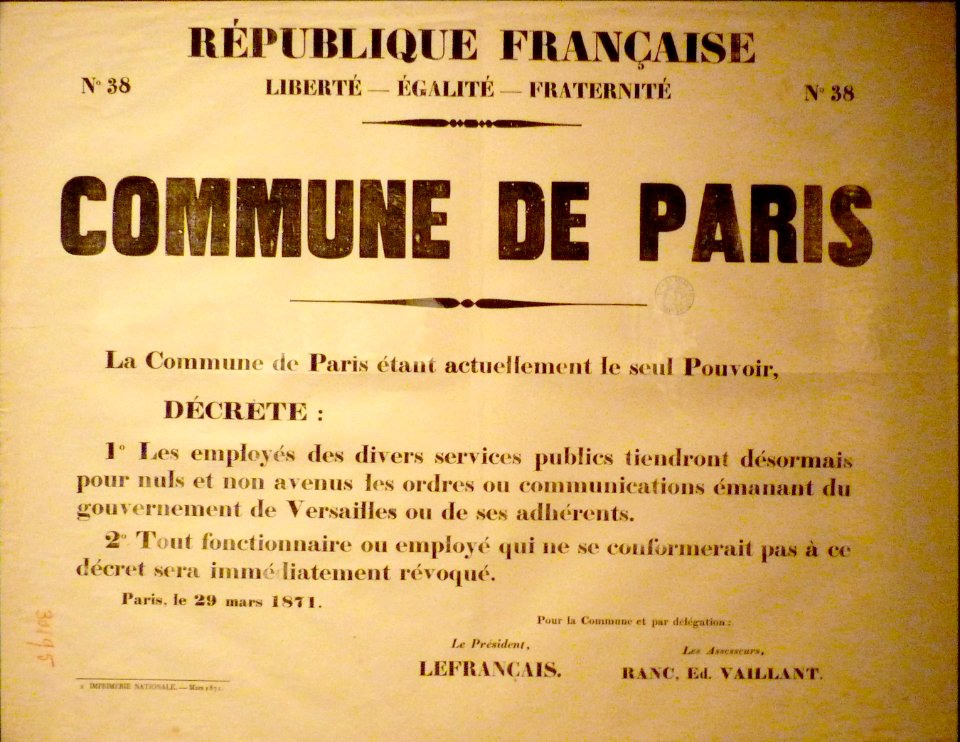 RÉPUBLIQUE FRANÇAISE
N° 38 LIBERTÉ — ÉGALITÉ — FRATERNITÉ N° 38
COMMUNE DE PARIS
La Commune de Paris étant actuellement le seul Pouvoir,
DÉCRÈTE :
1° Les employés des divers services publics tiendront désormais
pour nuls et non avenus les ordres ou communications émanant du
gouvernement de Versailles ou de ses adhérents.
2° Tout fonctionnaire ou employé qui ne se conformerait pas à ce
décret sera immédiatement révoqué.
Paris, le 29 mars 1871.
Pour la Commune et par délégation :
Le Président,
LEFRANÇAIS.
Les Assesseurs,
RANC, Ed. VAILLANT.
IMPRIMERIE NATIONALE. — Mars 1871.